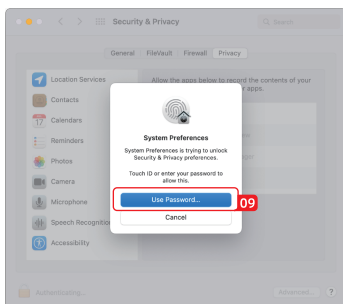 Security & Privacy
Search
General
FileVault
Firewall
Privacy
Location Services
Contacts
17
Calendars
Reminders
Photos
Camera
Microphone
Speech Recognition
Accessibility
Allow the apps below to record the contents of your
r apps.
System Preferences
System Preferences is trying to unlock
Security & Privacy preferences.
Touch ID or enter your password to
allow this.
Use Password...
09
Cancel
Authenticating...
Advanced...
?